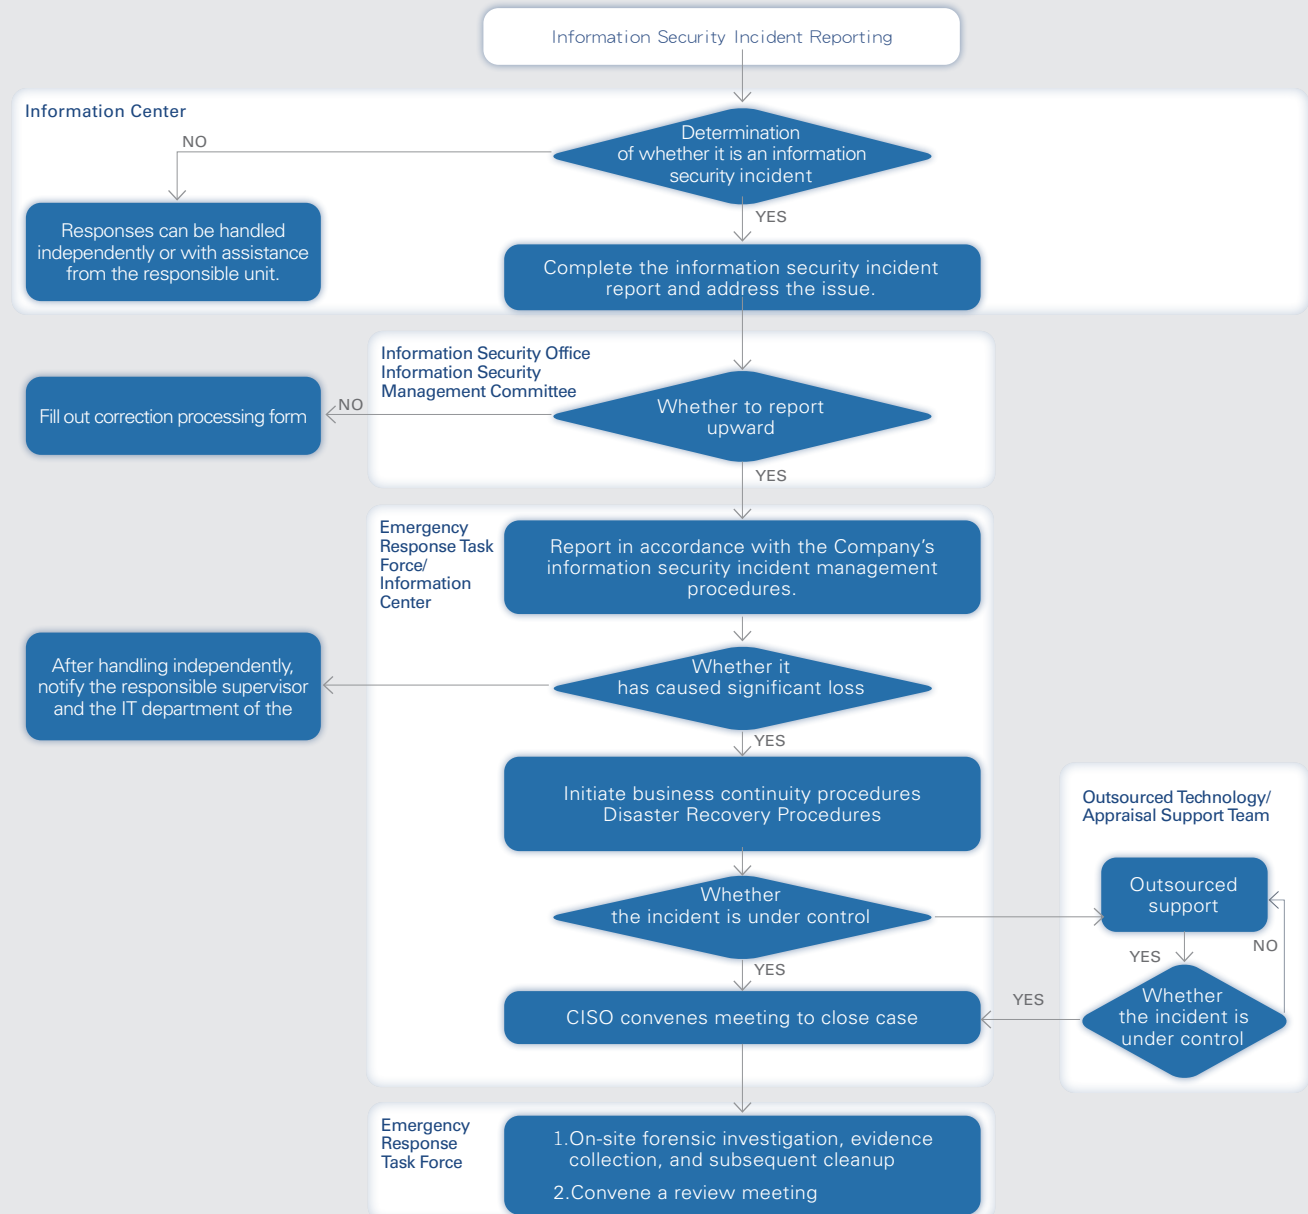 Information Security Incident Reporting
Information Center
Determination
of whether it is an information
security incident
NO
YES
Responses can be handled
independently or with assistance
from the responsible unit.
Complete the information security incident
report and address the issue.
Information Security Office
Information Security
Management Committee
Whether to report
upward
NO
Fill out correction processing form
YES
Emergency
Response Task
Force/
Information
Center
Report in accordance with the Company's
information security incident management
procedures.
Whether it
has caused significant loss
After handling independently,
notify the responsible supervisor
and the IT department of the
YES
Initiate business continuity procedures
Disaster Recovery Procedures
Whether
the incident is under control
Outsourced Technology/
Appraisal Support Team
Outsourced
support
YES
NO
Whether
the incident is
under control
YES
YES
CISO convenes meeting to close case
Emergency
Response
Task Force
1.On-site forensic investigation, evidence
collection, and subsequent cleanup
2.Convene a review meeting